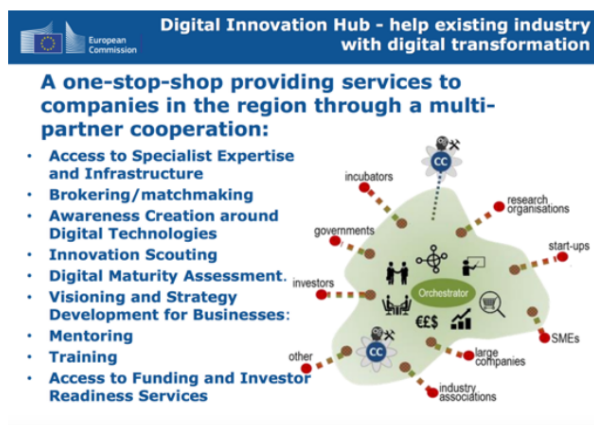 European
Commission
Digital Innovation Hub - help existing industry
with digital transformation
A one-stop-shop providing services to
companies in the region through a multi-
partner cooperation:
• Access to Specialist Expertise
and Infrastructure
• Brokering/matchmaking
• Awareness Creation around
Digital Technologies
• Innovation Scouting
• Digital Maturity Assessment.
• Visioning and Strategy
Development for Businesses:
• Mentoring
• Training
• Access to Funding and Investor
Readiness Services
CC
incubators
research
organisations
governments
start-ups
investors
Orchestrator
€£$
SMEs
CC
other
large
companies
industry
associations